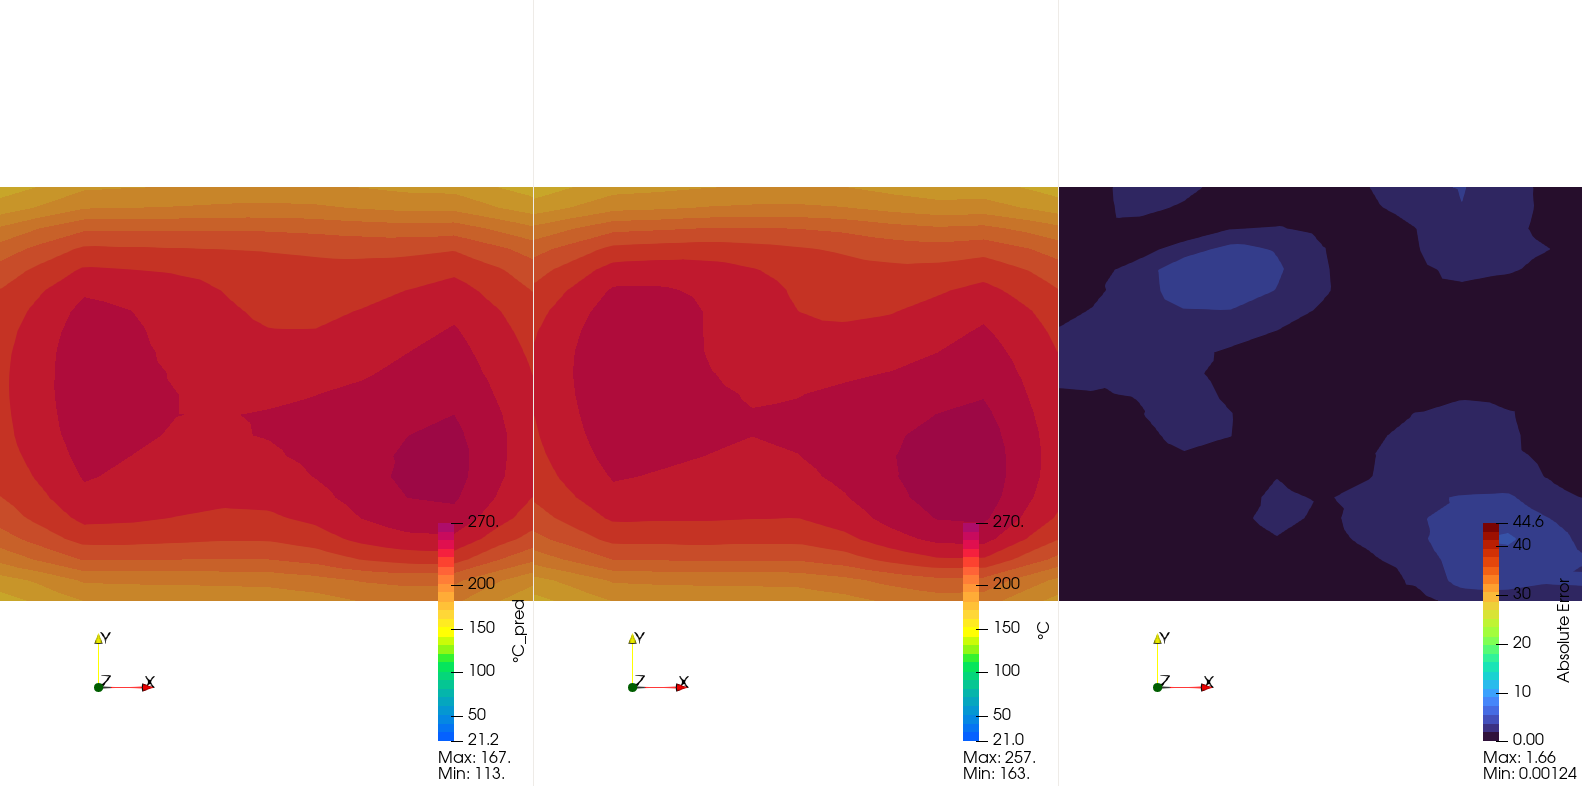 270.
200
150
100
50
21.2
°C_pred
Max: 167.
Min: 113.
Y
Z
X
270.
200
150
100
50
21.0
°C
Max: 257.
Min: 163.
Y
Z
X
44.6
40
30
20
10
0.00
Absolute Error
Max: 1.66
Min: 0.00124
Y
Z
X